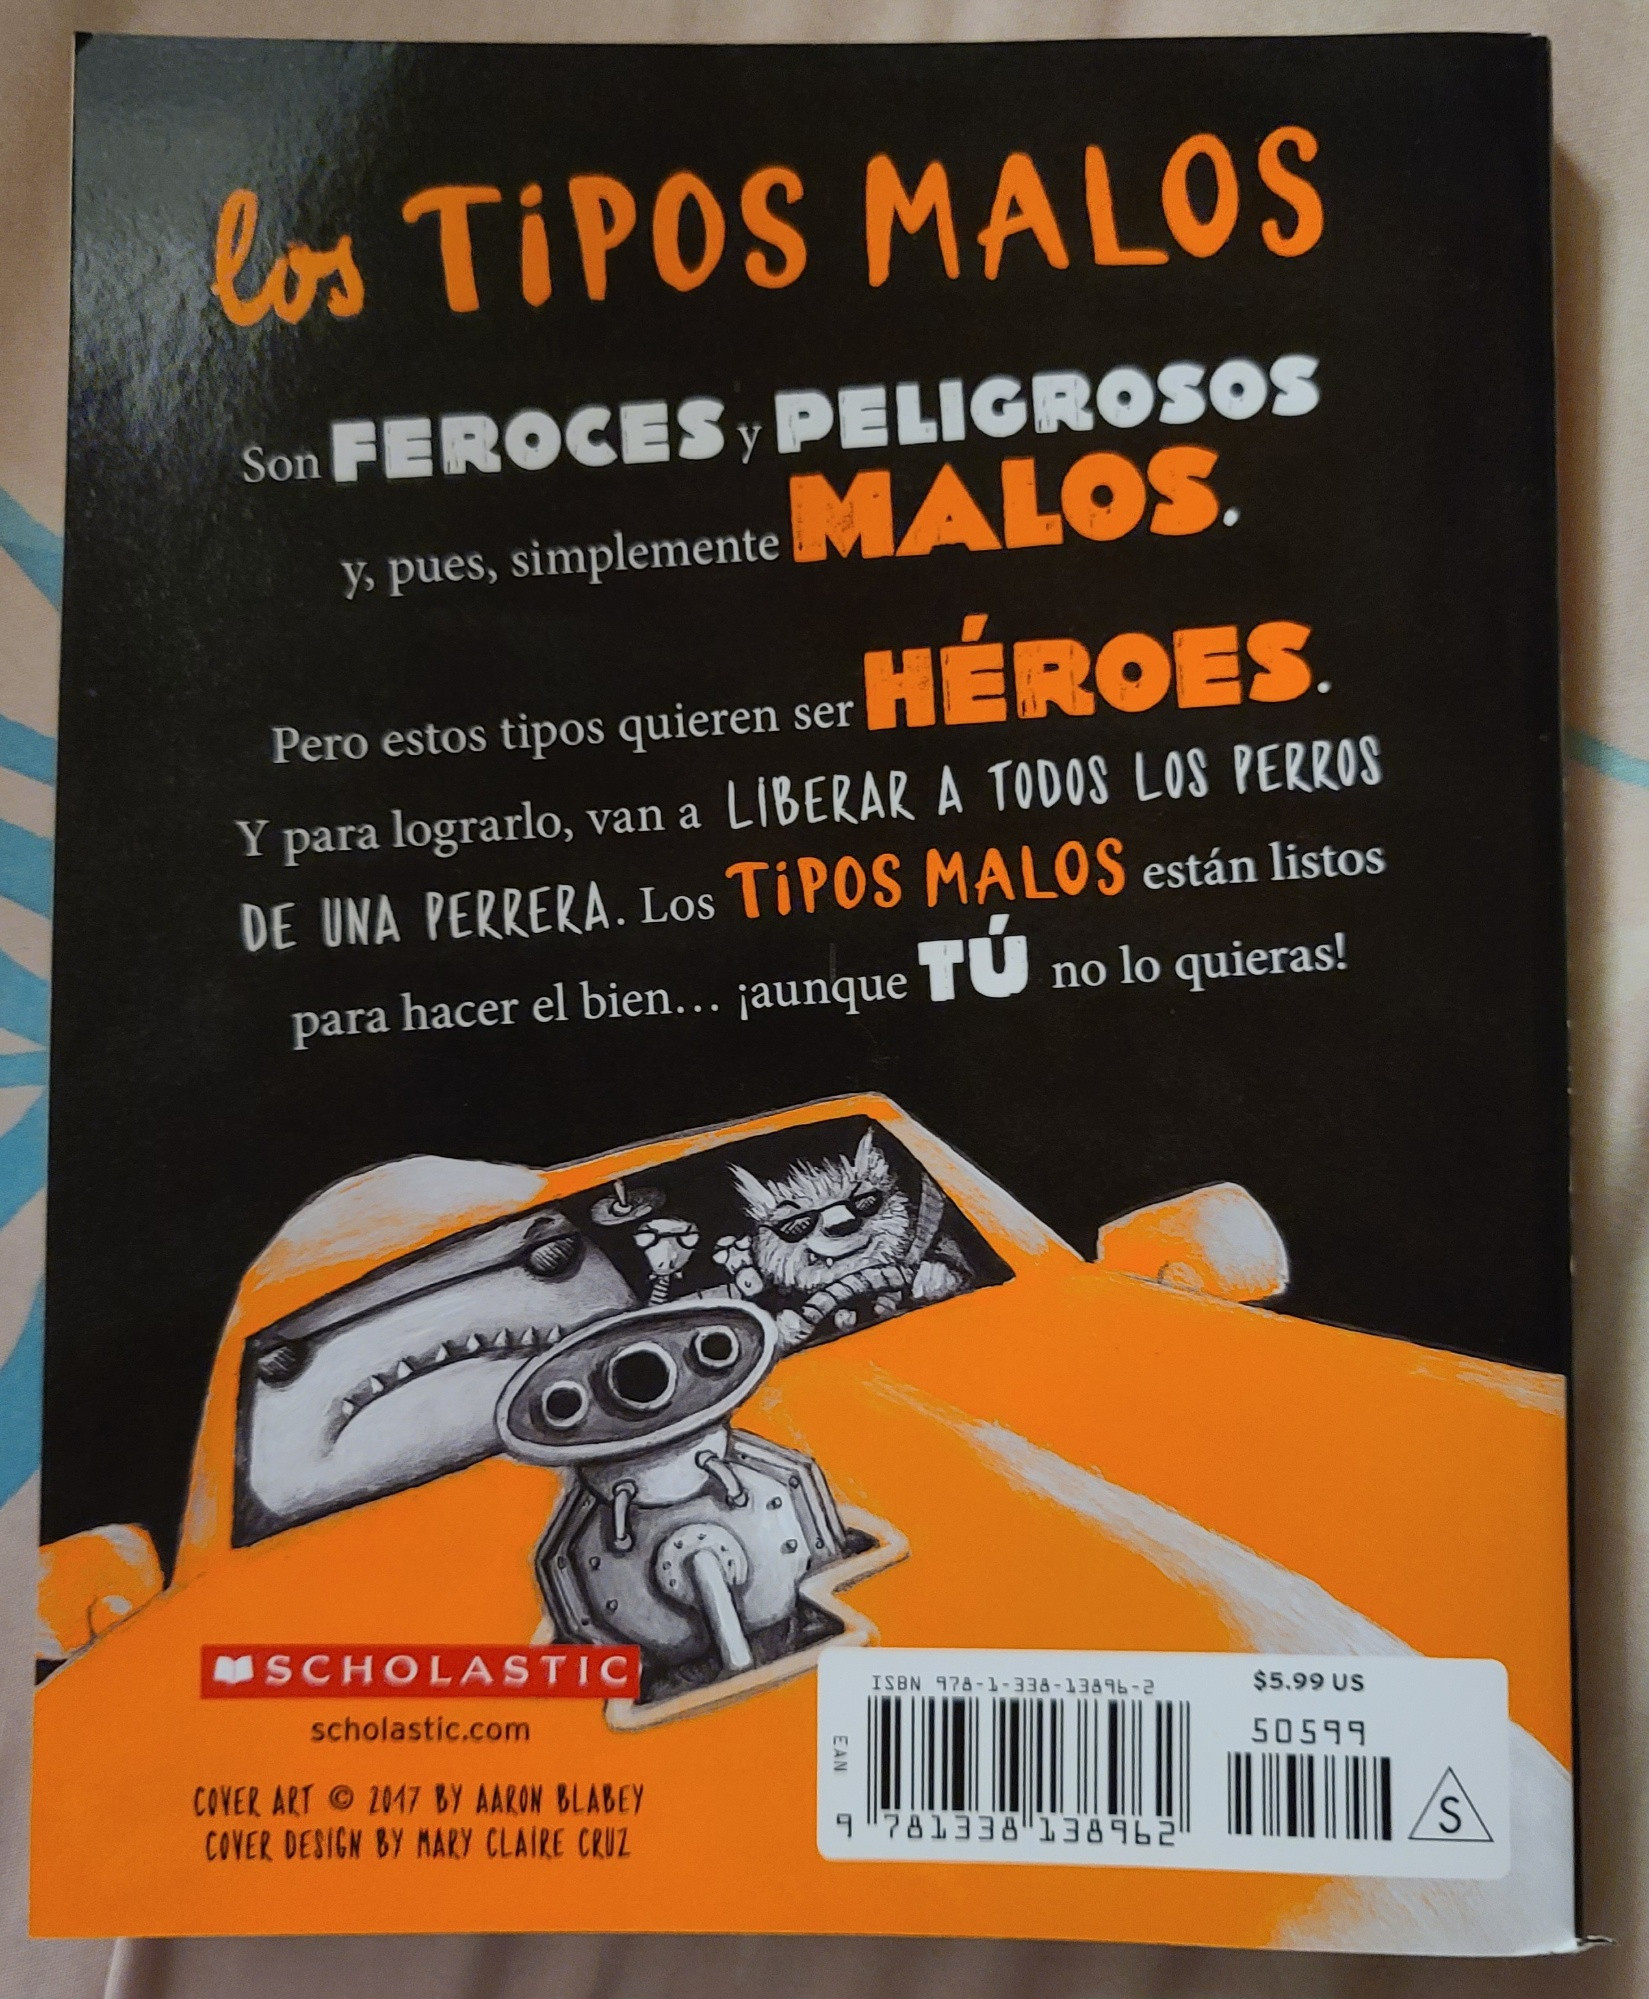 los TiPOS MALOS
Son FEROCES y PELIGROSOS
y, pues, simplemente MALOS.
Pero estos tipos quieren ser HÉROES.
Y para lograrlo, van a LIBERAR A TODOS LOS PERROS
DE UNA PERRERA. Los TiPOS MALOS están listos
para hacer el bien... ¡aunque TÚ no lo quieras!
SCHOLASTIC
scholastic.com
COVER ART © 2017 BY AARON BLABEY
COVER DESIGN BY MARY CLAIRE CRUZ
ISBN 978-1-338-13896-2
$5.99 US
50599
EAN
9 781338 138962
S